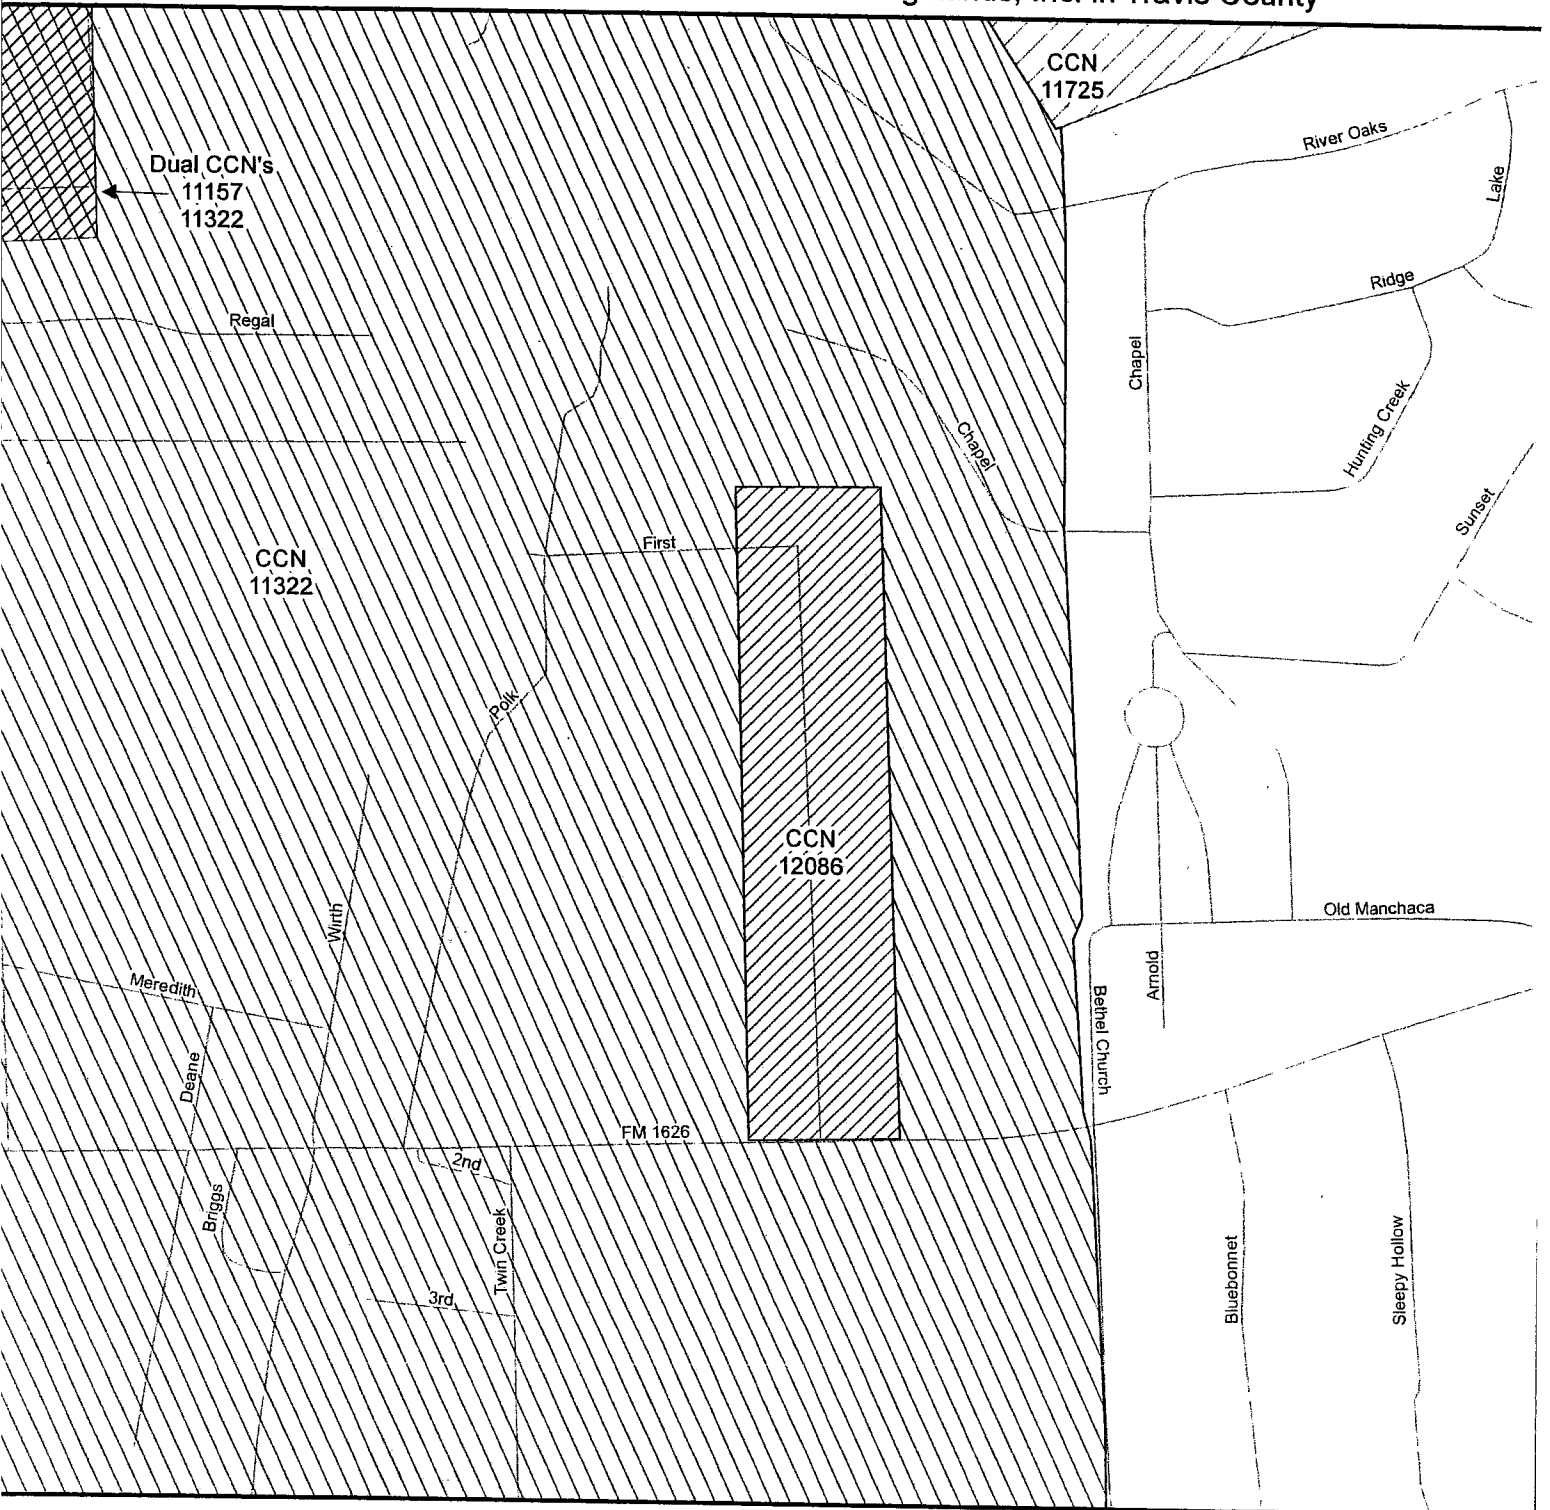 Inc. in Travis County
CCN
11725
River Oaks
Lake
Dual CCN's
11157
11322
Ridge
Regal
Chapel
Hunting Creek
Chapel
Sunset
First
CCN
11322
Polk
CCN
12086
Wirth
Old Manchaca
Meredith
Arnold
Bethel Church
Deane
FM 1626
2nd
Briggs
Twin Creek
Bluebonnet
Sleepy Hollow
3rd